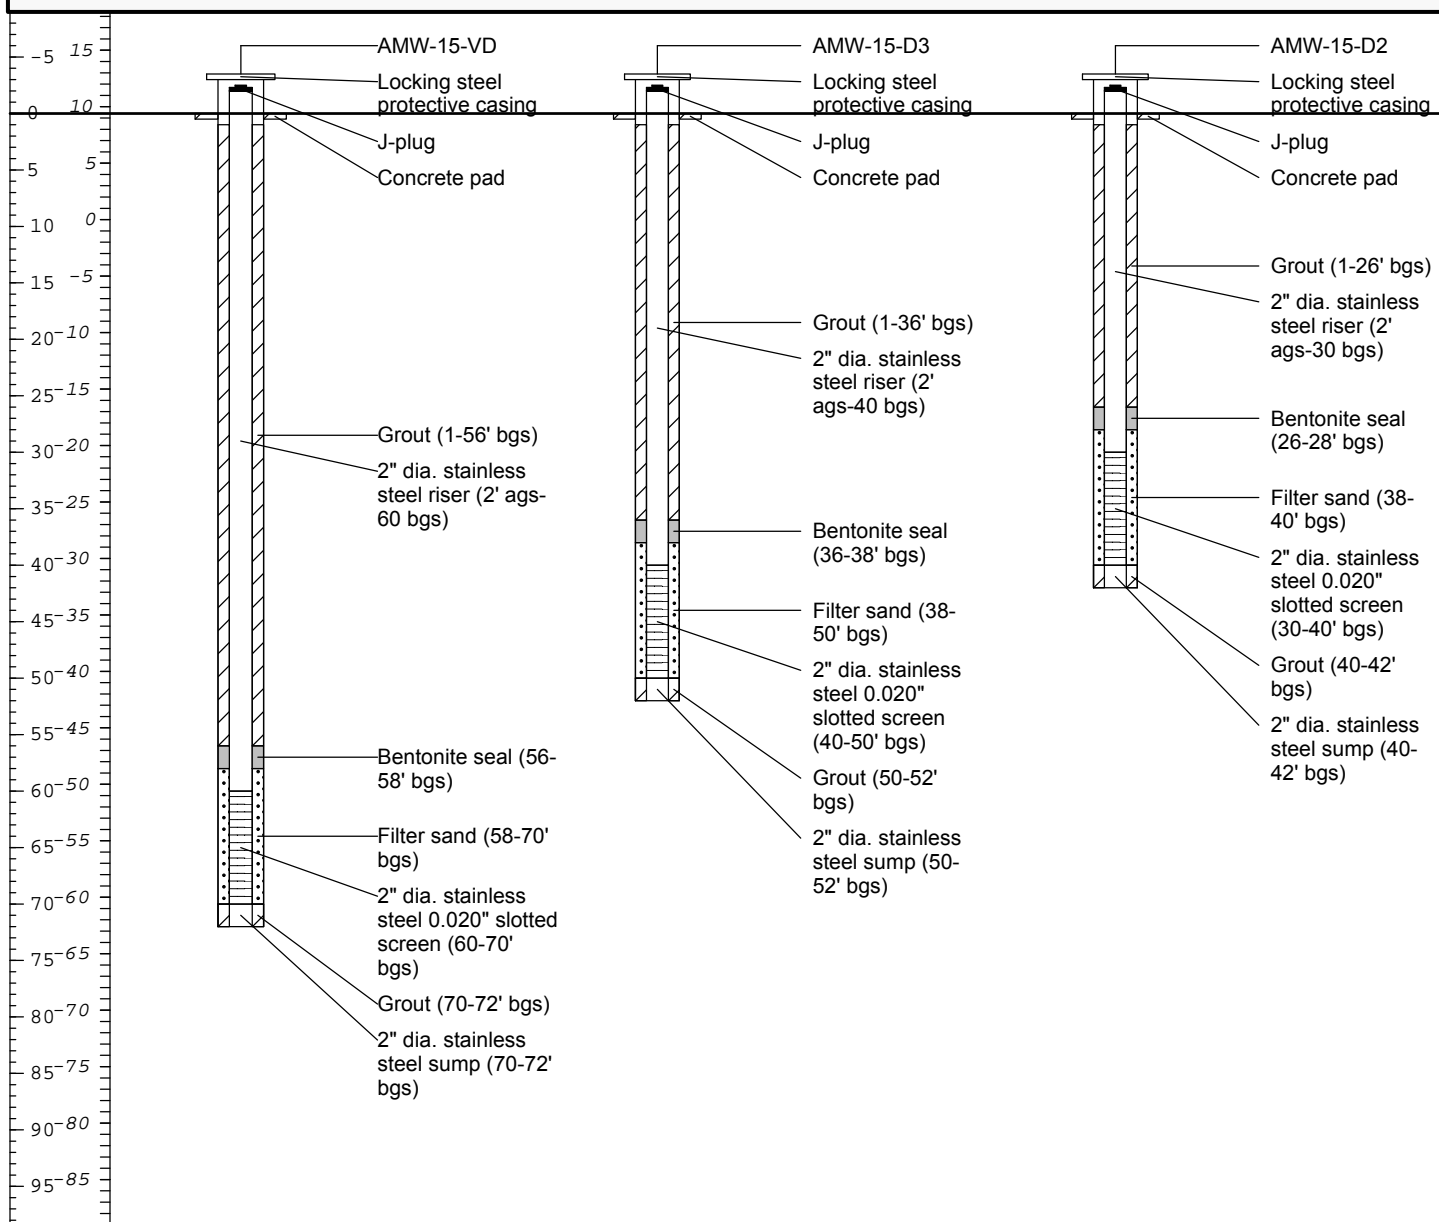 -5
0
5
10
15
20
25
30
35
40
45
50
55
60
65
70
75
80
85
90
95
15
10
5
0
-5
-10
-15
-20
-25
-30
-35
-40
-45
-50
-55
-60
-65
-70
-75
-80
-85
AMW-15-VD
Locking steel
protective casing
J-plug
Concrete pad
Grout (1-56' bgs)
2" dia. stainless
steel riser (2' ags-
60 bgs)
Bentonite seal (56-
58' bgs)
Filter sand (58-70'
bgs)
2" dia. stainless
steel 0.020" slotted
screen (60-70'
bgs)
Grout (70-72' bgs)
2" dia. stainless
steel sump (70-72'
bgs)
AMW-15-D3
Locking steel
protective casing
J-plug
Concrete pad
Grout (1-36' bgs)
2" dia. stainless
steel riser (2'
ags-40 bgs)
Bentonite seal
(36-38' bgs)
Filter sand (38-
50' bgs)
2" dia. stainless
steel 0.020"
slotted screen
(40-50' bgs)
Grout (50-52'
bgs)
2" dia. stainless
steel sump (50-
52' bgs)
AMW-15-D2
Locking steel
protective casing
J-plug
Concrete pad
Grout (1-26' bgs)
2" dia. stainless
steel riser (2'
ags-30 bgs)
Bentonite seal
(26-28' bgs)
Filter sand (38-
40' bgs)
2" dia. stainless
steel 0.020"
slotted screen
(30-40' bgs)
Grout (40-42'
bgs)
2" dia. stainless
steel sump (40-
42' bgs)